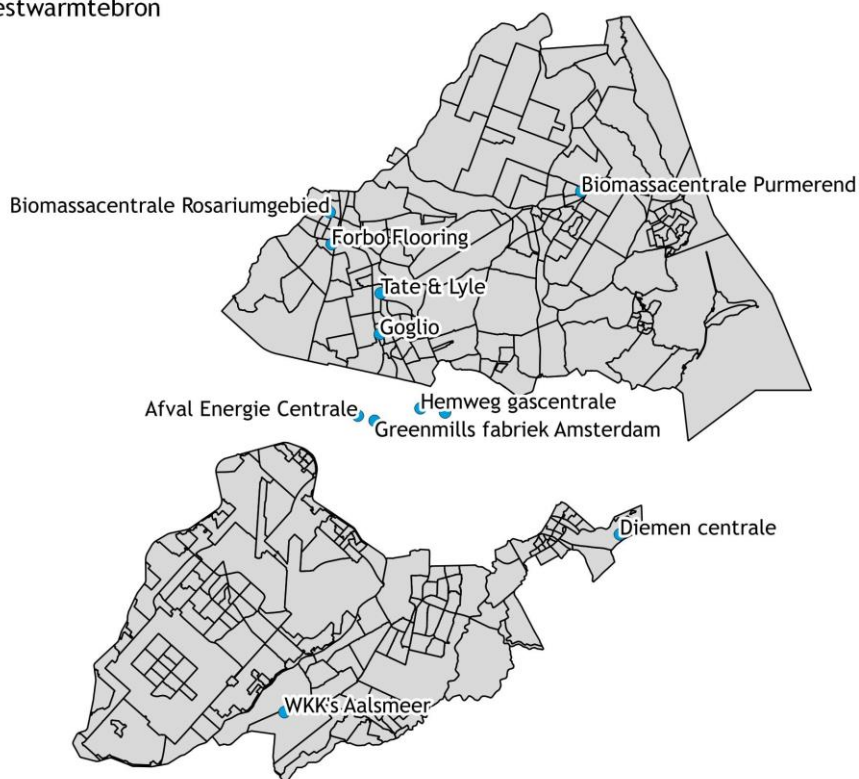 estwarmtebron
Biomassacentrale Purmerend
Biomassacentrale Rosariumgebied
Forbo Flooring
Tate & Lyle
Goglio
Hemweg gascentrale
Afval Energie Centrale
Greenmills fabriek Amsterdam
Diemen centrale
WKK's Aalsmeer